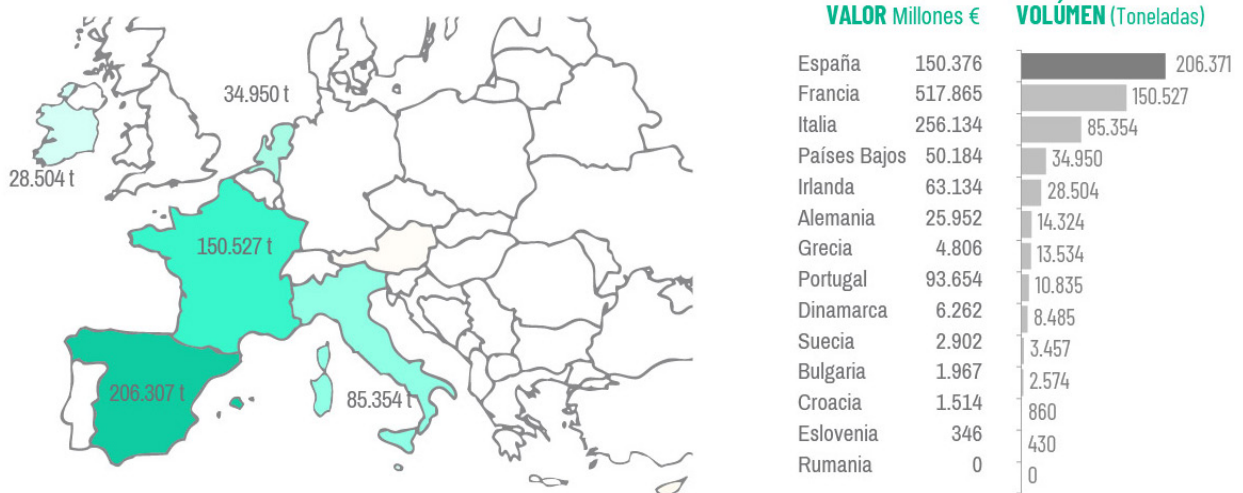 34.950 t
28.504 t
150.527 t
206.307 t
85.354 t
VALOR Millones € VOLÚMEN (Toneladas)
España 150.376 206.371
Francia 517.865 150.527
Italia 256.134 85.354
Países Bajos 50.184 34.950
Irlanda 63.134 28.504
Alemania 25.952 14.324
Grecia 4.806 13.534
Portugal 93.654 10.835
Dinamarca 6.262 8.485
Suecia 2.902 3.457
Bulgaria 1.967 2.574
Croacia 1.514 860
Eslovenia 346 430
Rumania 0 0